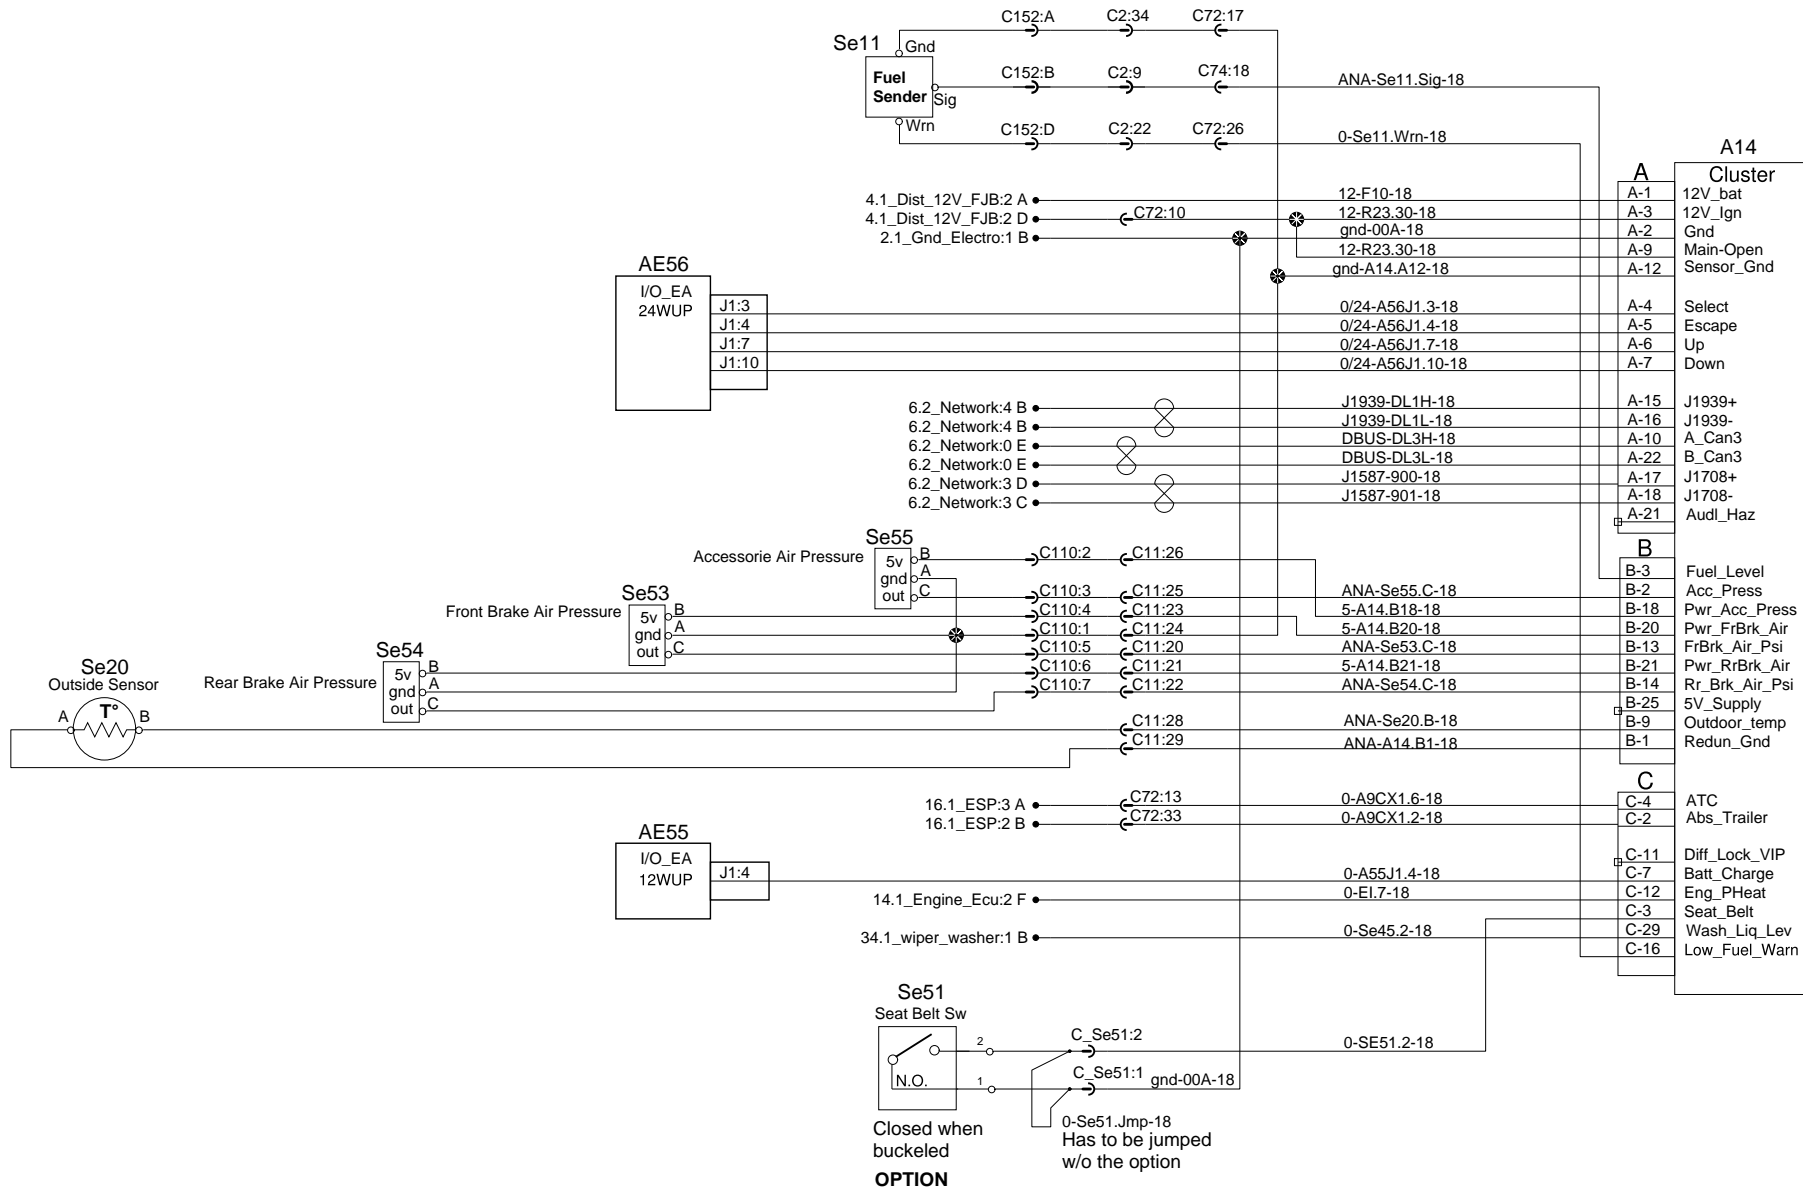 C152:A C2:34 C72:17
Se11 Gnd
Fuel
Sender
Sig
Wrn
C152:B C2:9 C74:18 ANA-Se11.Sig-18
C152:D C2:22 C72:26 0-Se11.Wrn-18
A14
Cluster
A
4.1_Dist_12V_FJB:2 A 12-F10-18 A-1 12V_bat
4.1_Dist_12V_FJB:2 D C72:10 12-R23.30-18 A-3 12V_Ign
2.1_Gnd_Electro:1 B gnd-00A-18 A-2 Gnd
12-R23.30-18 A-9 Main-Open
gnd-A14.A12-18 A-12 Sensor_Gnd
AE56
I/O_EA
24WUP
J1:3 0/24-A56J1.3-18 A-4 Select
J1:4 0/24-A56J1.4-18 A-5 Escape
J1:7 0/24-A56J1.7-18 A-6 Up
J1:10 0/24-A56J1.10-18 A-7 Down
6.2_Network:4 B J1939-DL1H-18 A-15 J1939+
6.2_Network:4 B J1939-DL1L-18 A-16 J1939-
6.2_Network:0 E DBUS-DL3H-18 A-10 A_Can3
6.2_Network:0 E DBUS-DL3L-18 A-22 B_Can3
6.2_Network:3 D J1587-900-18 A-17 J1708+
6.2_Network:3 C J1587-901-18 A-18 J1708-
A-21 Audl_Haz
B
Se55
Accessorie Air Pressure 5v B C110:2 C11:26
gnd A B-3 Fuel_Level
out C C110:3 C11:25 ANA-Se55.C-18 B-2 Acc_Press
Se53
Front Brake Air Pressure 5v B C110:4 C11:23 5-A14.B18-18 B-18 Pwr_Acc_Press
gnd A C110:1 C11:24 5-A14.B20-18 B-20 Pwr_FrBrk_Air
out C C110:5 C11:20 ANA-Se53.C-18 B-13 FrBrk_Air_Psi
Se54
Rear Brake Air Pressure 5v B C110:6 C11:21 5-A14.B21-18 B-21 Pwr_RrBrk_Air
gnd A C110:7 C11:22 ANA-Se54.C-18 B-14 Rr_Brk_Air_Psi
out C B-25 5V_Supply
Se20
Outside Sensor
A T° B C11:28 ANA-Se20.B-18 B-9 Outdoor_temp
C11:29 ANA-A14.B1-18 B-1 Redun_Gnd
C
16.1_ESP:3 A C72:13 0-A9CX1.6-18 C-4 ATC
16.1_ESP:2 B C72:33 0-A9CX1.2-18 C-2 Abs_Trailer
C-11 Diff_Lock_VIP
AE55
I/O_EA
12WUP
J1:4 0-A55J1.4-18 C-7 Batt_Charge
14.1_Engine_Ecu:2 F 0-EI.7-18 C-12 Eng_PHeat
C-3 Seat_Belt
34.1_wiper_washer:1 B 0-Se45.2-18 C-29 Wash_Liq_Lev
C-16 Low_Fuel_Warn
Se51
Seat Belt Sw
2 C_Se51:2 0-SE51.2-18
N.O. 1 C_Se51:1 gnd-00A-18
0-Se51.Jmp-18
Has to be jumped
w/o the option
Closed when
buckeled
OPTION